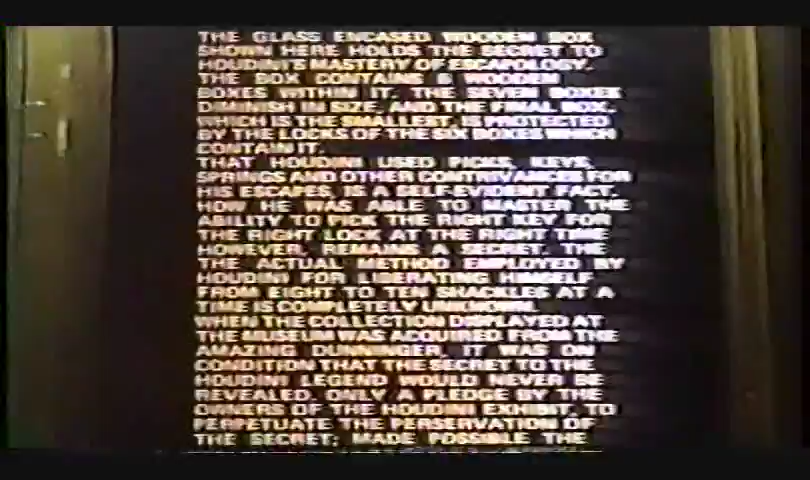 THE GLASS ENCASED WOODEN BOX
SHOWN HERE HOLDS THE SECRET TO
HOUDINI'S MASTERY OF ESCAPOLOGY.
THE BOX CONTAINS 6 WOODEN
BOXES WITHIN IT. THE SEVEN BOXES
DIMINISH IN SIZE, AND THE FINAL BOX,
WHICH IS THE SMALLEST, IS PROTECTED
BY THE LOCKS OF THE SIX BOXES WHICH
CONTAIN IT.
THAT HOUDINI USED PICKS, KEYS,
SPRINGS AND OTHER CONTRIVANCES FOR
HIS ESCAPES, IS A SELF-EVIDENT FACT.
HOW HE WAS ABLE TO MASTER THE
ABILITY TO PICK THE RIGHT KEY FOR
THE RIGHT LOCK AT THE RIGHT TIME
HOWEVER, REMAINS A SECRET. THE
THE ACTUAL METHOD EMPLOYED BY
HOUDINI FOR LIBERATING HIMSELF
FROM EIGHT TO TEN SHACKLES AT A
TIME IS COMPLETELY UNKNOWN.
WHEN THE COLLECTION DISPLAYED AT
THE MUSEUM WAS ACQUIRED FROM THE
AMAZING DUNNINGER, IT WAS ON
CONDITION THAT THE SECRET TO THE
HOUDINI LEGEND WOULD NEVER BE
REVEALED. ONLY A PLEDGE BY THE
OWNERS OF THE HOUDINI EXHIBIT, TO
PERPETUATE THE PERSERVATION OF
THE SECRET; MADE POSSIBLE THE